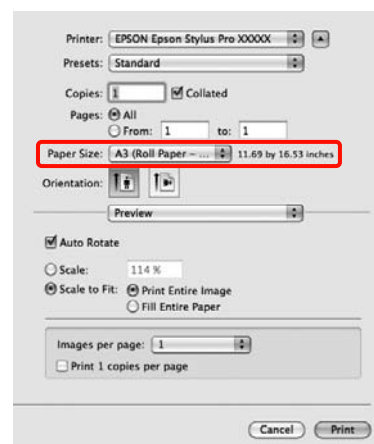 Printer: EPSON Epson Stylus Pro XXXXX
Presets: Standard
Copies: 1 Collated
Pages: All
From: 1 to: 1
Paper Size: A3 (Roll Paper – ... 11.69 by 16.53 inches
Orientation:
Preview
Auto Rotate
Scale: 114 %
Scale to Fit: Print Entire Image
Fill Entire Paper
Images per page: 1
Print 1 copies per page
Cancel Print